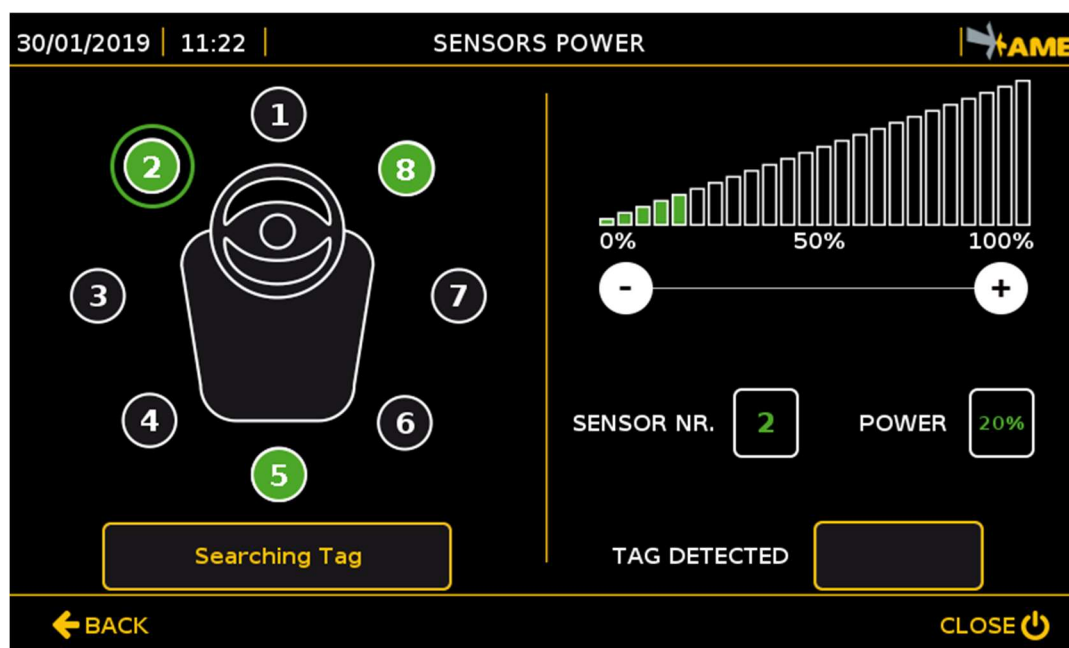 30/01/2019 11:22 SENSORS POWER AME
1
2
8
3
7
4
6
5
Searching Tag
0% 50% 100%
- +
SENSOR NR. 2 POWER 20%
TAG DETECTED
BACK CLOSE